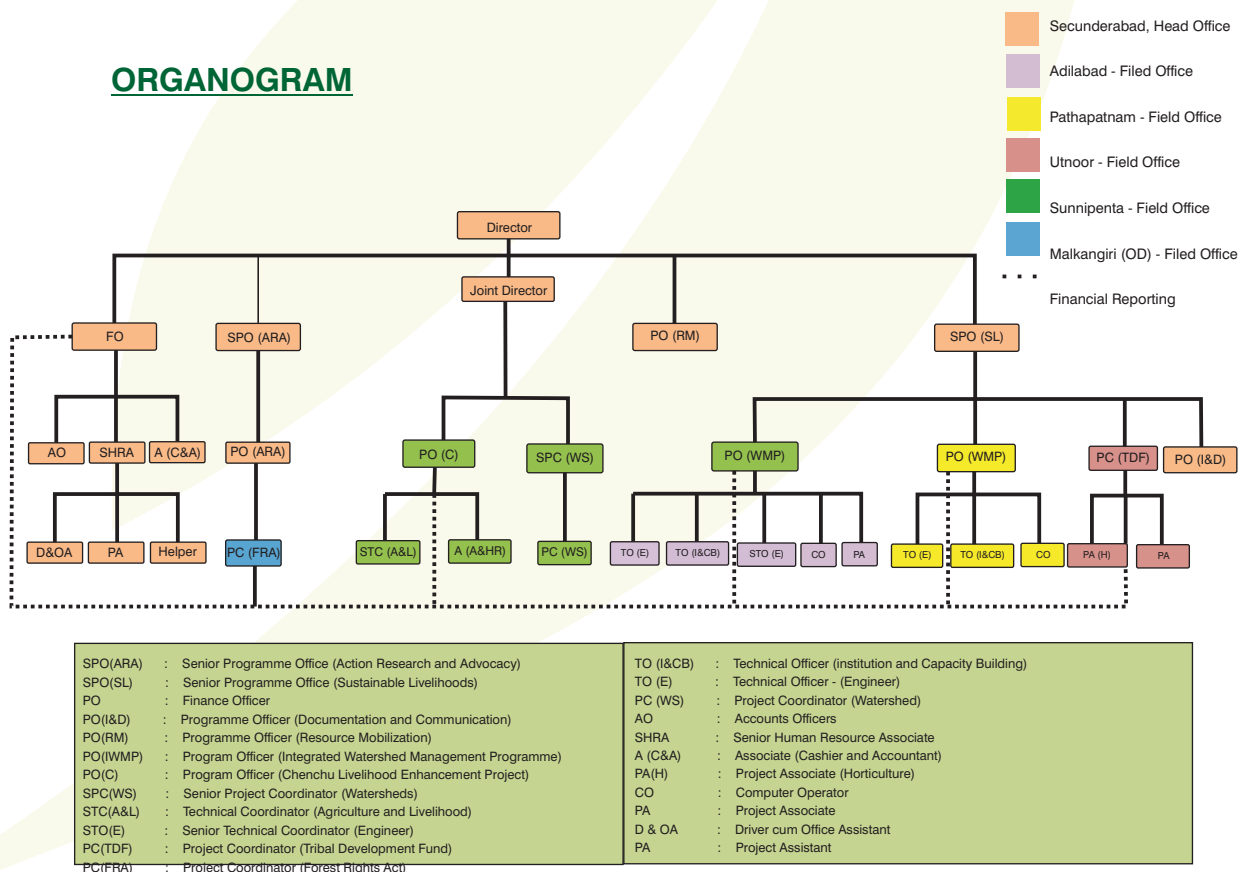 ORGANOGRAM
Secunderabad, Head Office
Adilabad - Filed Office
Pathapatnam - Field Office
Utnoor - Field Office
Sunnipenta - Field Office
Malkangiri (OD) - Filed Office
Financial Reporting
Director
Joint Director
FO
SPO (ARA)
PO (RM)
SPO (SL)
AO
SHRA
A (C&A)
PO (ARA)
PO (C)
SPC (WS)
PO (WMP)
PO (WMP)
PC (TDF)
PO (I&D)
D&OA
PA
Helper
PC (FRA)
STC (A&L)
A (A&HR)
PC (WS)
TO (E)
TO (I&CB)
STO (E)
CO
PA
TO (E)
TO (I&CB)
CO
PA (H)
PA
SPO(ARA) : Senior Programme Office (Action Research and Advocacy)
SPO(SL) : Senior Programme Office (Sustainable Livelihoods)
PO : Finance Officer
PO(I&D) : Programme Officer (Documentation and Communication)
PO(RM) : Programme Officer (Resource Mobilization)
PO(IWMP) : Program Officer (Integrated Watershed Management Programme)
PO(C) : Program Officer (Chenchu Livelihood Enhancement Project)
SPC(WS) : Senior Project Coordinator (Watersheds)
STC(A&L) : Technical Coordinator (Agriculture and Livelihood)
STO(E) : Senior Technical Coordinator (Engineer)
PC(TDF) : Project Coordinator (Tribal Development Fund)
PC(FRA) : Project Coordinator (Forest Rights Act)
TO (I&CB) : Technical Officer (institution and Capacity Building)
TO (E) : Technical Officer - (Engineer)
PC (WS) : Project Coordinator (Watershed)
AO : Accounts Officers
SHRA : Senior Human Resource Associate
A (C&A) : Associate (Cashier and Accountant)
PA(H) : Project Associate (Horticulture)
CO : Computer Operator
PA : Project Associate
D & OA : Driver cum Office Assistant
PA : Project Assistant